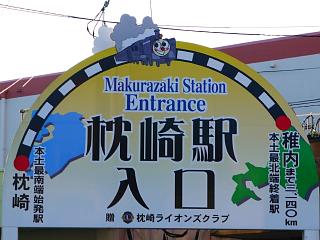 Makurazaki Station
Entrance
枕崎駅
入口
枕崎
本土最南端始発駅
稚内まで三一四〇km
本土最北端終着駅
贈 枕崎ライオンズクラブ